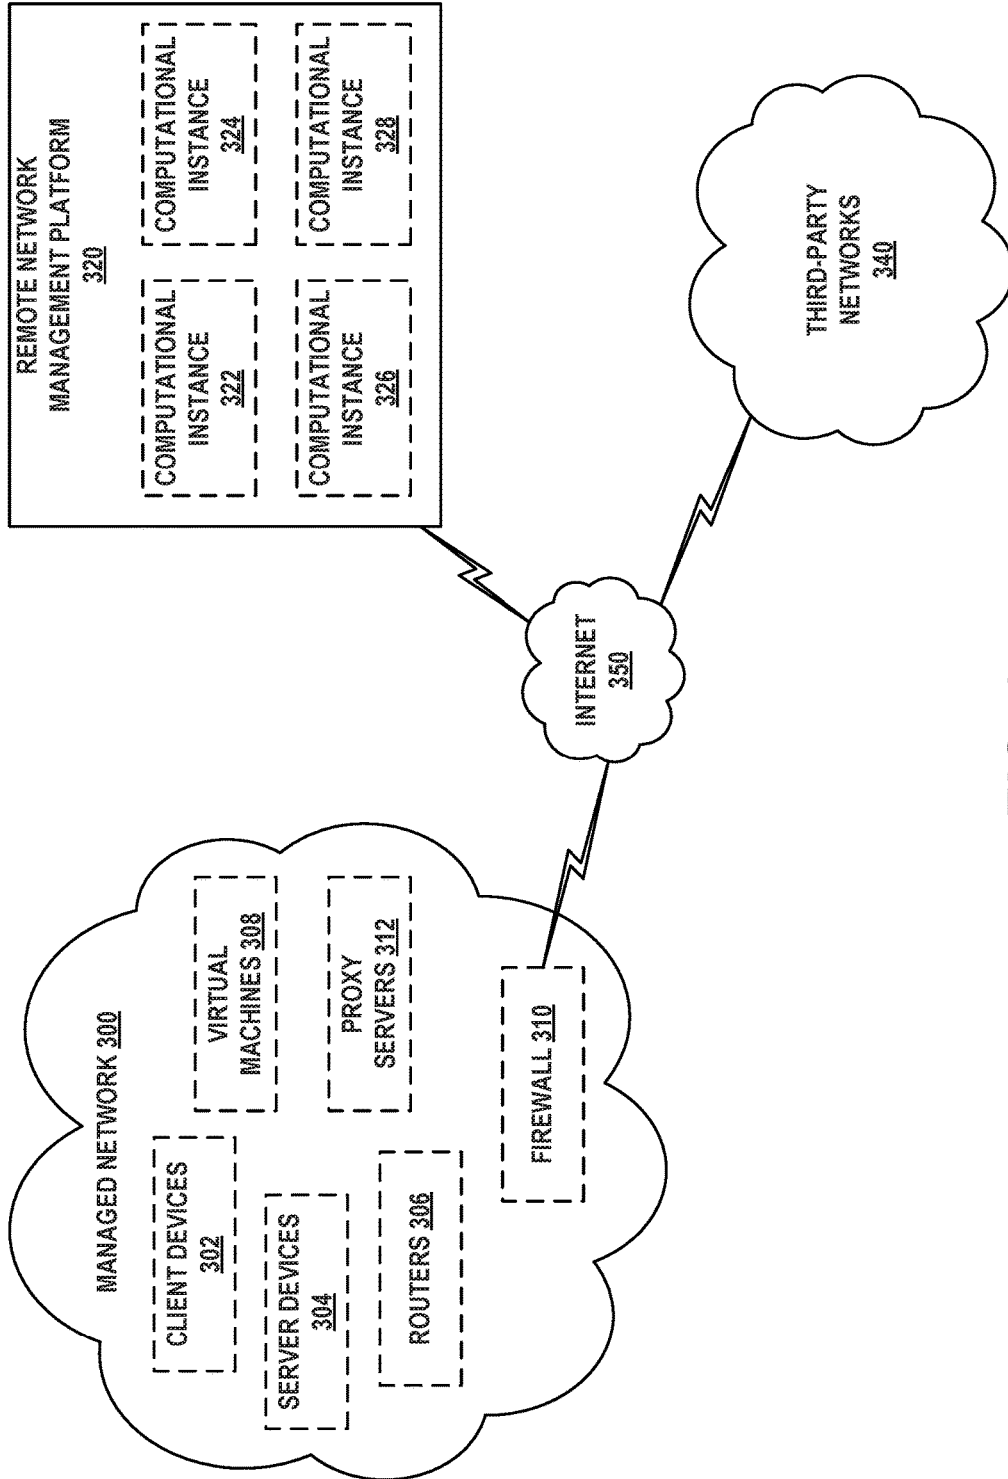 MANAGED NETWORK 300
CLIENT DEVICES
302
VIRTUAL
MACHINES 308
SERVER DEVICES
304
PROXY
SERVERS 312
ROUTERS 306
FIREWALL 310
INTERNET
350
REMOTE NETWORK
MANAGEMENT PLATFORM
320
COMPUTATIONAL
INSTANCE
322
COMPUTATIONAL
INSTANCE
324
COMPUTATIONAL
INSTANCE
326
COMPUTATIONAL
INSTANCE
328
THIRD-PARTY
NETWORKS
340